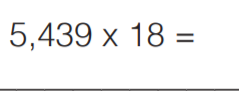 5,439 x 18 =